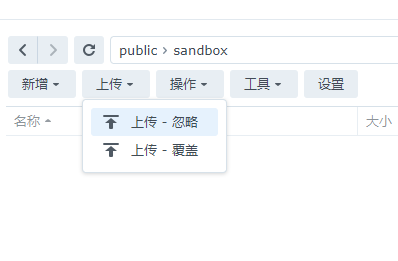 public › sandbox
新增 上传 操作 工具 设置
上传 - 忽略
上传 - 覆盖
名称 大小